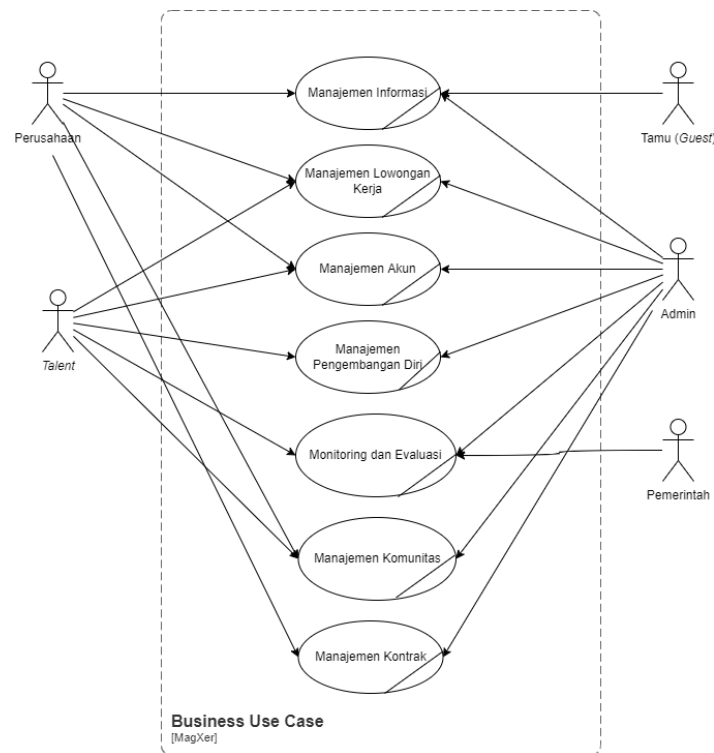 Manajemen Informasi
Perusahaan
Tamu (Guest)
Manajemen Lowongan
Kerja
Manajemen Akun
Admin
Talent
Manajemen
Pengembangan Diri
Monitoring dan Evaluasi
Pemerintah
Manajemen Komunitas
Manajemen Kontrak
Business Use Case
[MagXer]